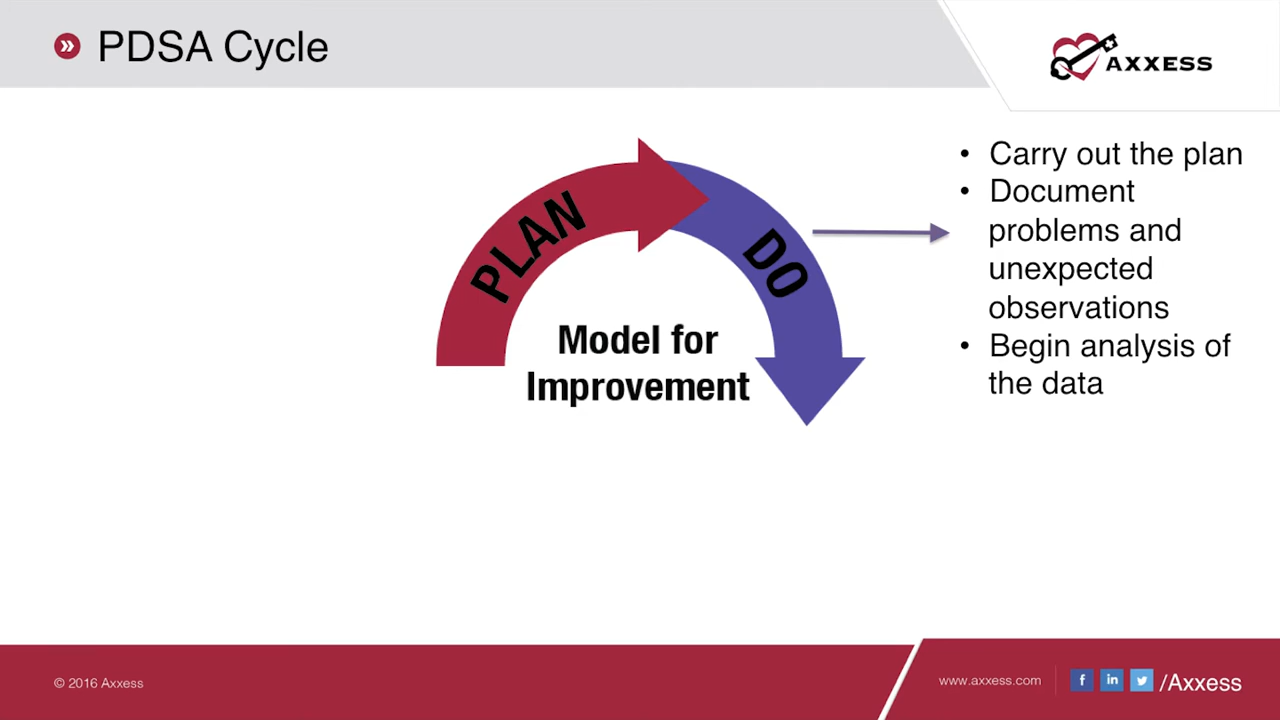 PDSA Cycle
AXXESS
PLAN
DO
Model for
Improvement
• Carry out the plan
• Document
problems and
unexpected
observations
• Begin analysis of
the data
© 2016 Axxess
www.axxess.com
f in /Axxess